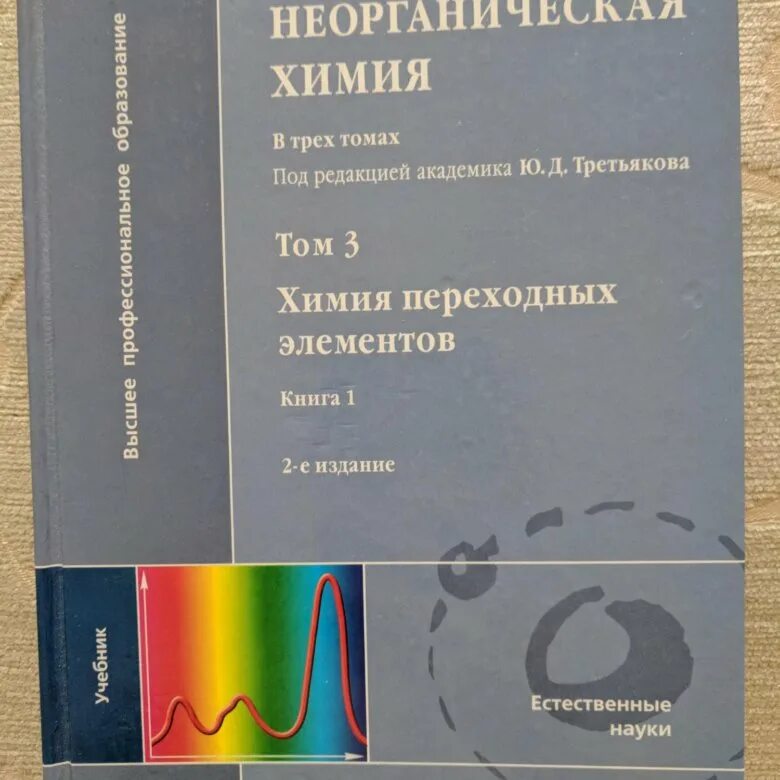 НЕОРГАНИЧЕСКАЯ
ХИМИЯ
В трех томах
Под редакцией академика Ю. Д. Третьякова
Том 3
Химия переходных
элементов
Книга 1
2-е издание
Высшее профессиональное образование
Учебник
Естественные
науки